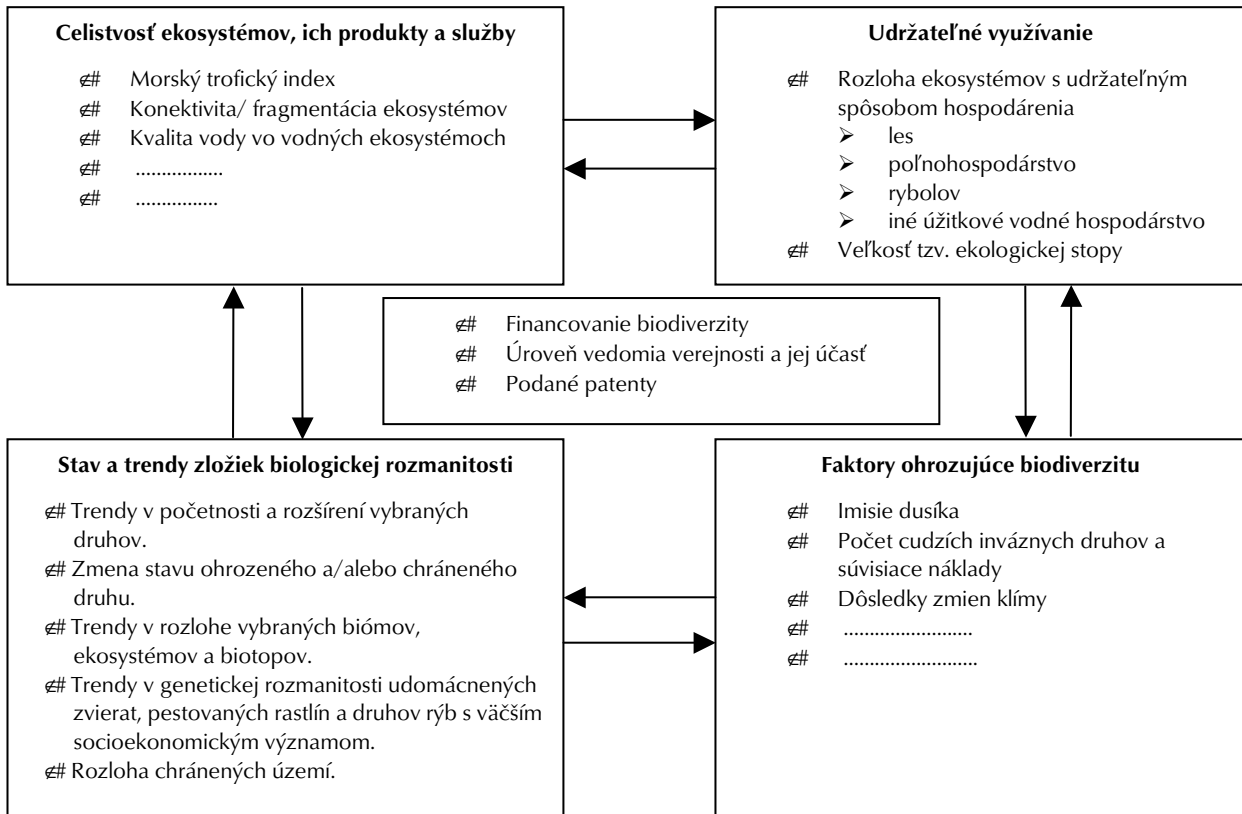 Celistvosť ekosystémov, ich produkty a služby
∉# Morský trofický index
∉# Konektivita/ fragmentácia ekosystémov
∉# Kvalita vody vo vodných ekosystémoch
∉# .................
∉# ................
Udržateľné využívanie
∉# Rozloha ekosystémov s udržateľným
spôsobom hospodárenia
➢ les
➢ poľnohospodárstvo
➢ rybolov
➢ iné úžitkové vodné hospodárstvo
∉# Veľkosť tzv. ekologickej stopy
∉# Financovanie biodiverzity
∉# Úroveň vedomia verejnosti a jej účasť
∉# Podané patenty
Stav a trendy zložiek biologickej rozmanitosti
∉# Trendy v početnosti a rozšírení vybraných
druhov.
∉# Zmena stavu ohrozeného a/alebo chráneného
druhu.
∉# Trendy v rozlohe vybraných biómov,
ekosystémov a biotopov.
∉# Trendy v genetickej rozmanitosti udomácnených
zvierat, pestovaných rastlín a druhov rýb s väčším
socioekonomickým významom.
∉# Rozloha chránených území.
Faktory ohrozujúce biodiverzitu
∉# Imisie dusíka
∉# Počet cudzích inváznych druhov a
súvisiace náklady
∉# Dôsledky zmien klímy
∉# .........................
∉# ..........................